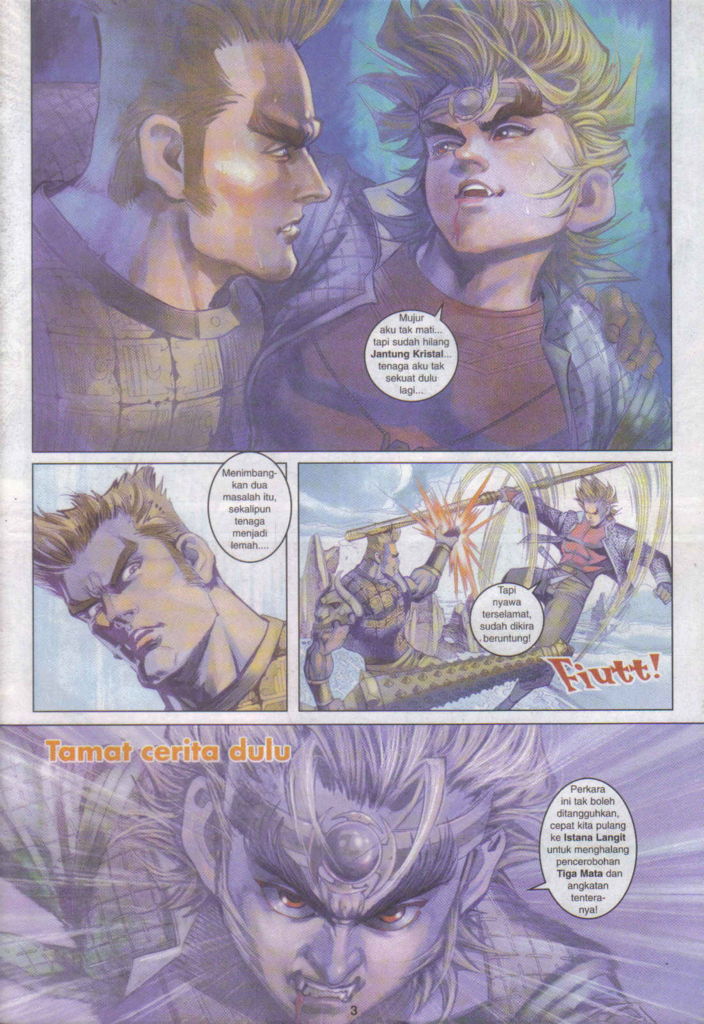 Mujur
aku tak mati...
tapi sudah hilang
Jantung Kristal...
tenaga aku tak
sekuat dulu
lagi...
Menimbang-
kan dua
masalah itu,
sekalipun
tenaga
menjadi
lemah....
Tapi
nyawa
terselamat,
sudah dikira
beruntung!
Fiutt!
Tamat cerita dulu
Perkara
ini tak boleh
ditangguhkan,
cepat kita pulang
ke Istana Langit
untuk menghalang
pencerobohan
Tiga Mata dan
angkatan
tentera-
nya!
3